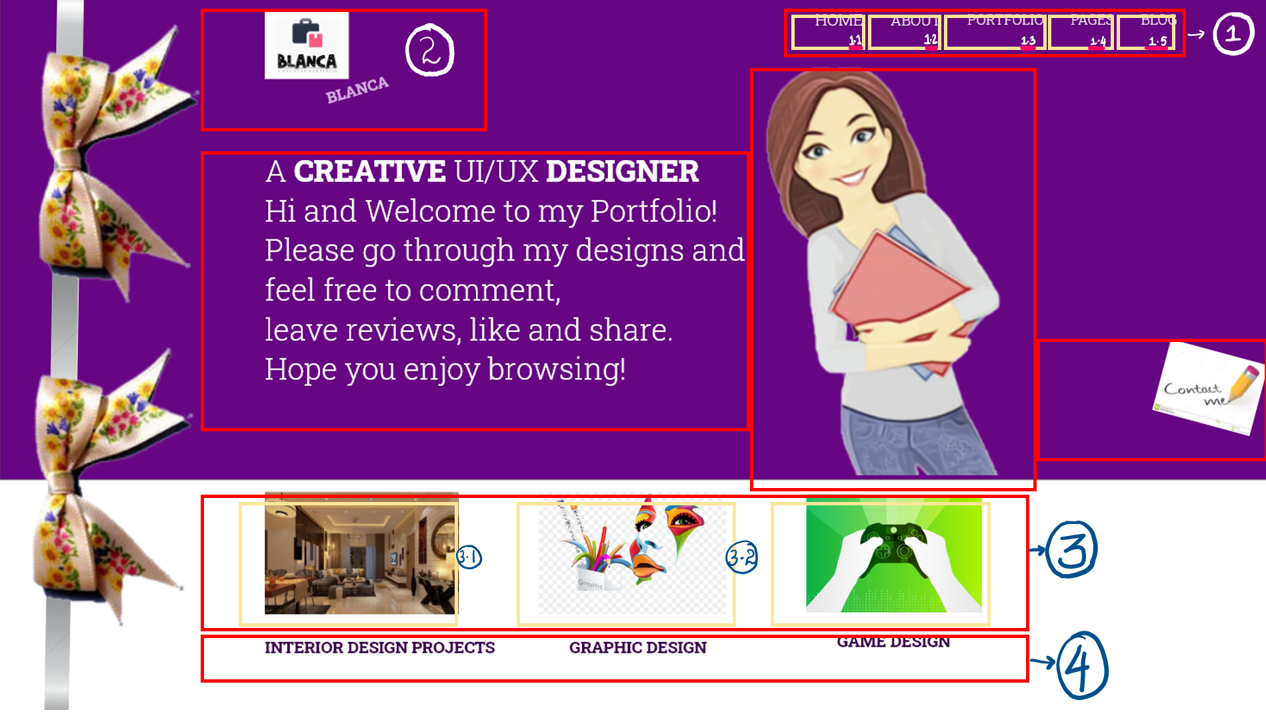 HOME ABOUT PORTFOLIO PAGES BLOG
1.1 1.2 1.3 1.4 1.5
1
2
BLANCA
BLANCA
A CREATIVE UI/UX DESIGNER
Hi and Welcome to my Portfolio!
Please go through my designs and
feel free to comment,
leave reviews, like and share.
Hope you enjoy browsing!
Contact
me
3.1
Graphic
3.2
3
INTERIOR DESIGN PROJECTS GRAPHIC DESIGN GAME DESIGN
4